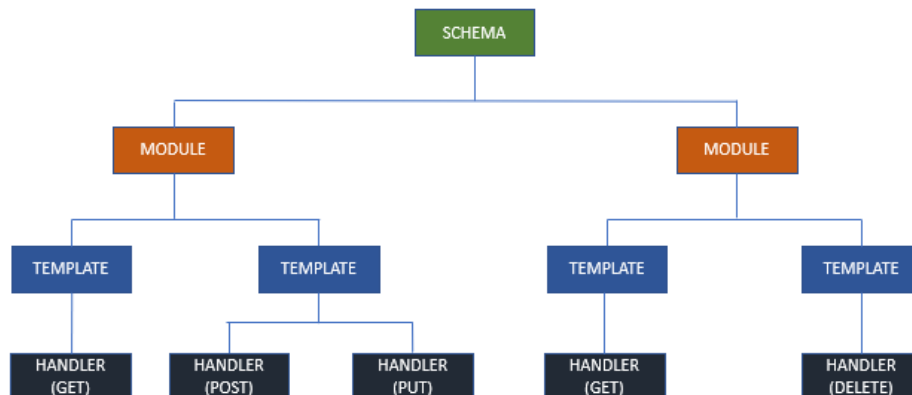 SCHEMA
MODULE
MODULE
TEMPLATE
TEMPLATE
TEMPLATE
TEMPLATE
HANDLER
(GET)
HANDLER
(POST)
HANDLER
(PUT)
HANDLER
(GET)
HANDLER
(DELETE)